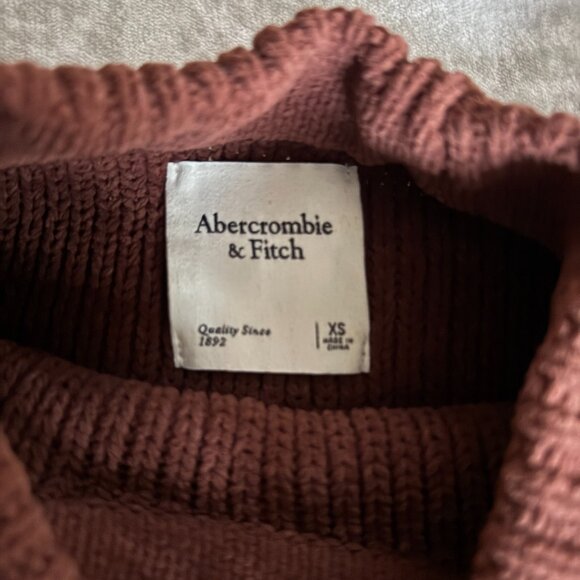 Abercrombie
& Fitch
Quality Since
1892
XS
MADE IN
CHINA